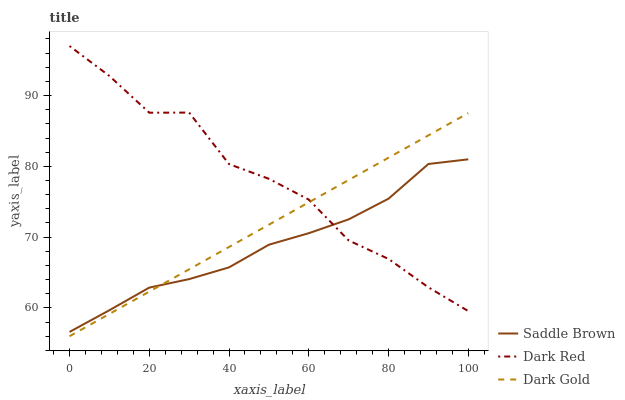 title
yaxis_label
90
80
70
60
0
20
40
60
80
100
xaxis_label
Saddle Brown
Dark Red
Dark Gold